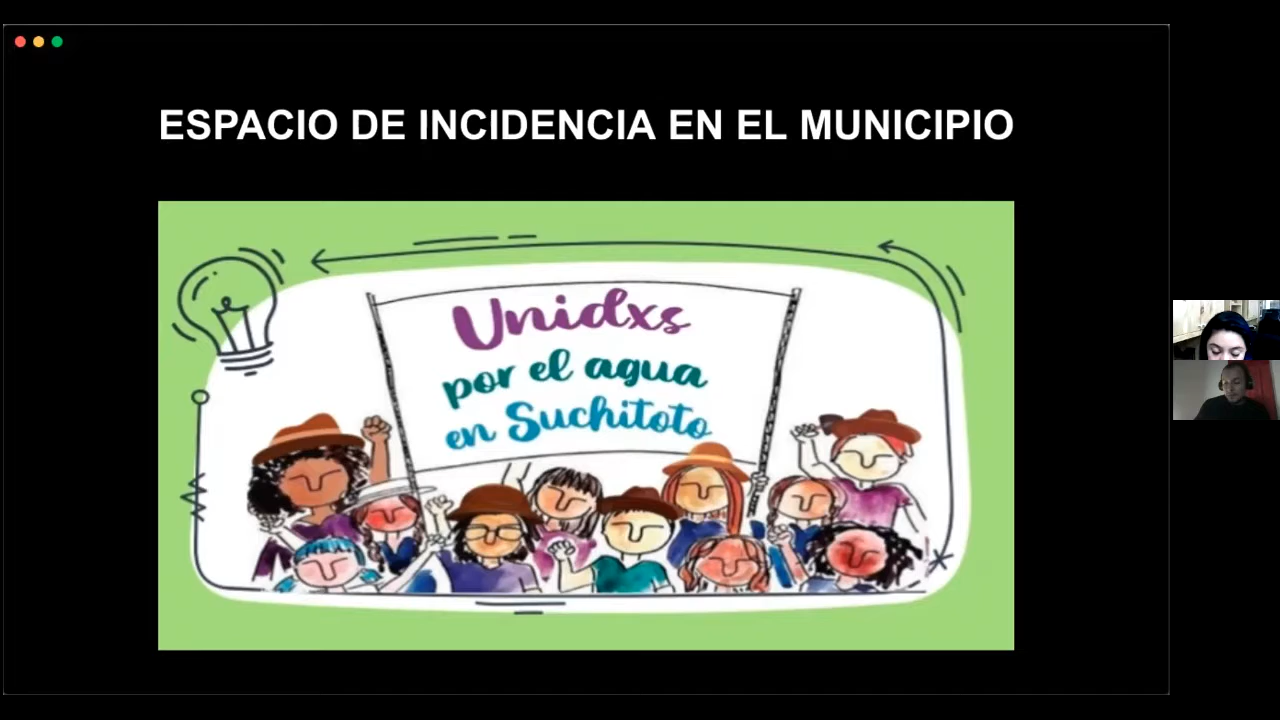 ESPACIO DE INCIDENCIA EN EL MUNICIPIO
Unidxs
por el agua
en Suchitoto